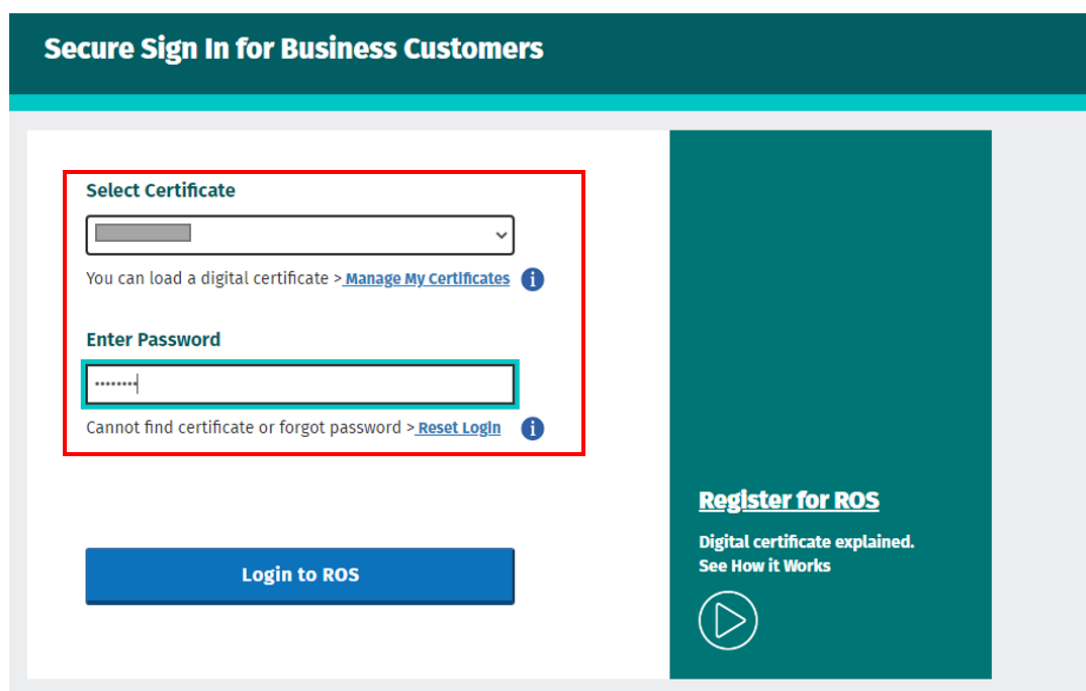 Secure Sign In for Business Customers
Select Certificate
You can load a digital certificate > Manage My Certificates
Enter Password
••••••••
Cannot find certificate or forgot password > Reset Login
Login to ROS
Register for ROS
Digital certificate explained.
See How it Works